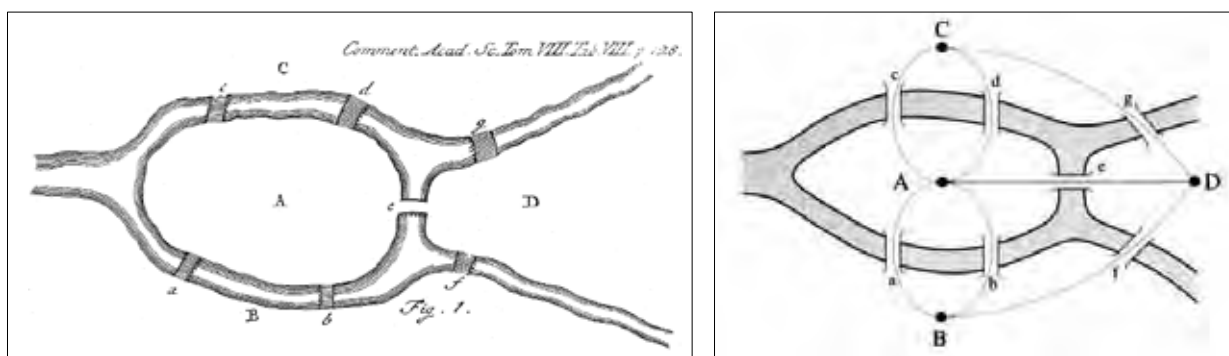 Comment. Acad. Sc. Tom. VIII. Tab. VIII. p. 128.
C
c d
g
A e D
a f
B b Fig. 1.
C
c d
g
e
A D
a b f
B